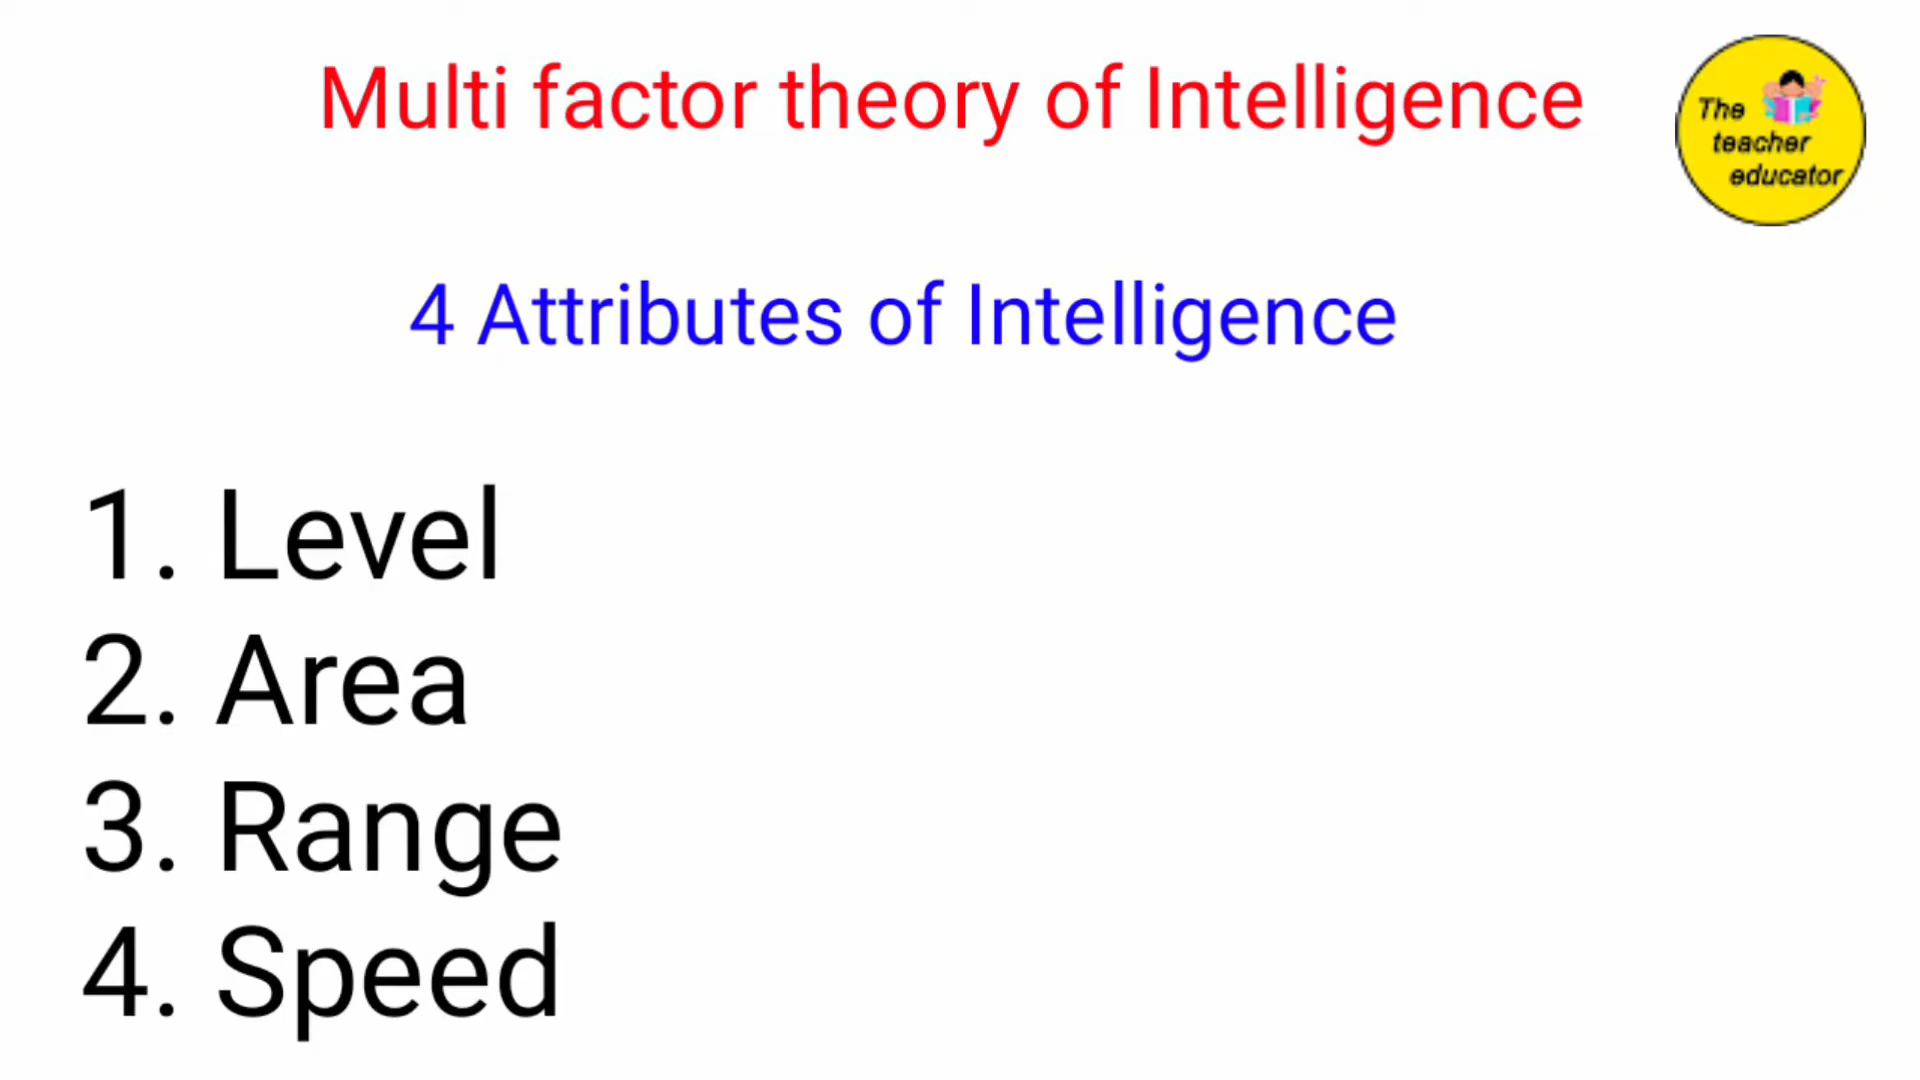 Multi factor theory of Intelligence
The
teacher
educator
4 Attributes of Intelligence
1. Level
2. Area
3. Range
4. Speed